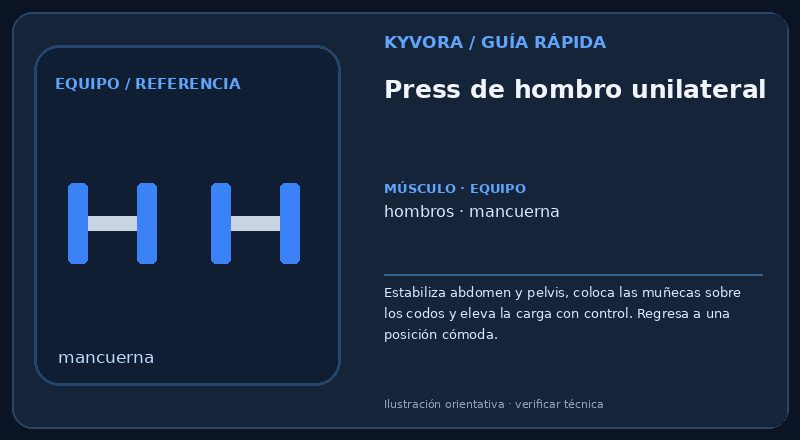 EQUIPO / REFERENCIA
mancuerna
KYVORA / GUÍA RÁPIDA
Press de hombro unilateral
MÚSCULO · EQUIPO
hombros · mancuerna
Estabiliza abdomen y pelvis, coloca las muñecas sobre
los codos y eleva la carga con control. Regresa a una
posición cómoda.
Ilustración orientativa · verificar técnica